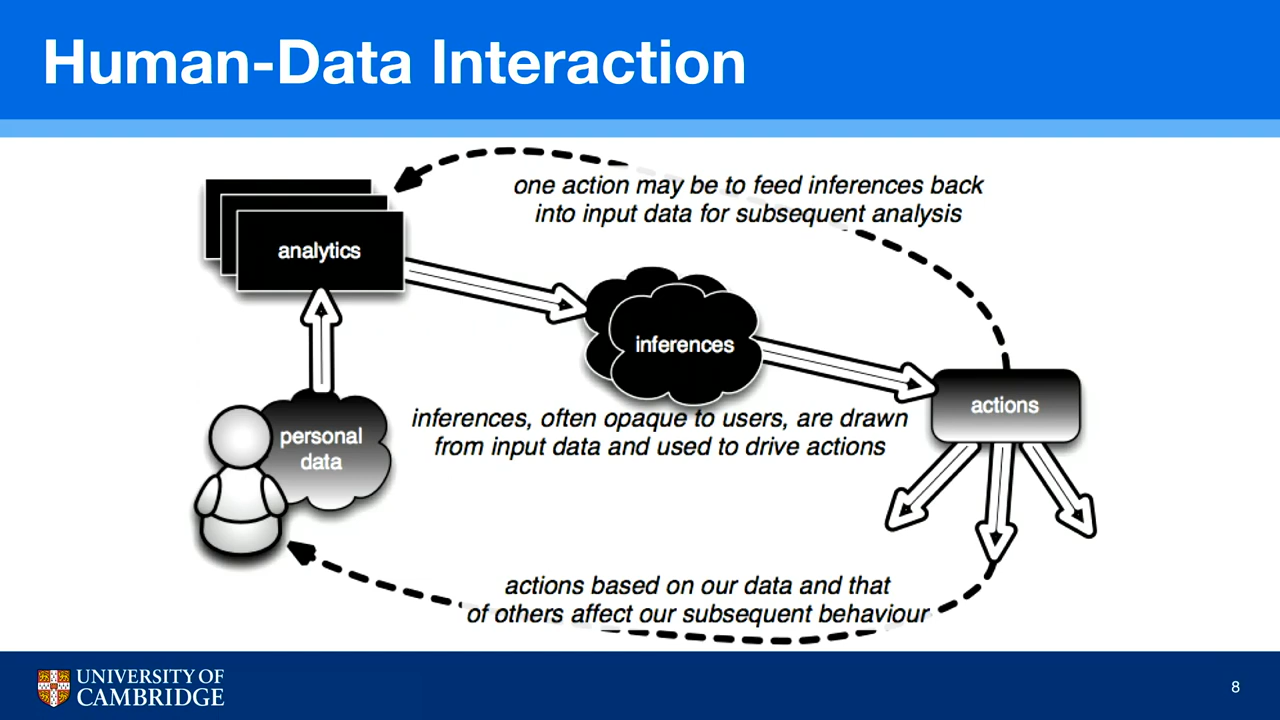 Human-Data Interaction
one action may be to feed inferences back
into input data for subsequent analysis
analytics
inferences
actions
inferences, often opaque to users, are drawn
from input data and used to drive actions
personal
data
actions based on our data and that
of others affect our subsequent behaviour
UNIVERSITY OF
CAMBRIDGE
8